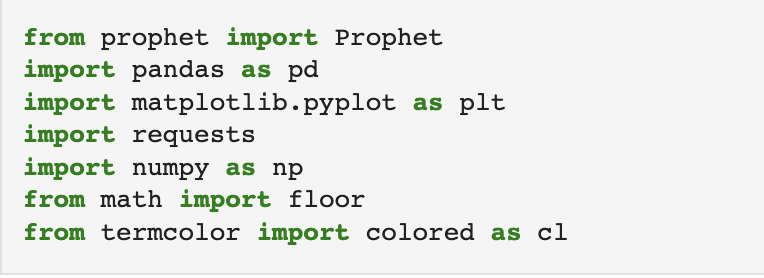 from prophet import Prophet
import pandas as pd
import matplotlib.pyplot as plt
import requests
import numpy as np
from math import floor
from termcolor import colored as cl